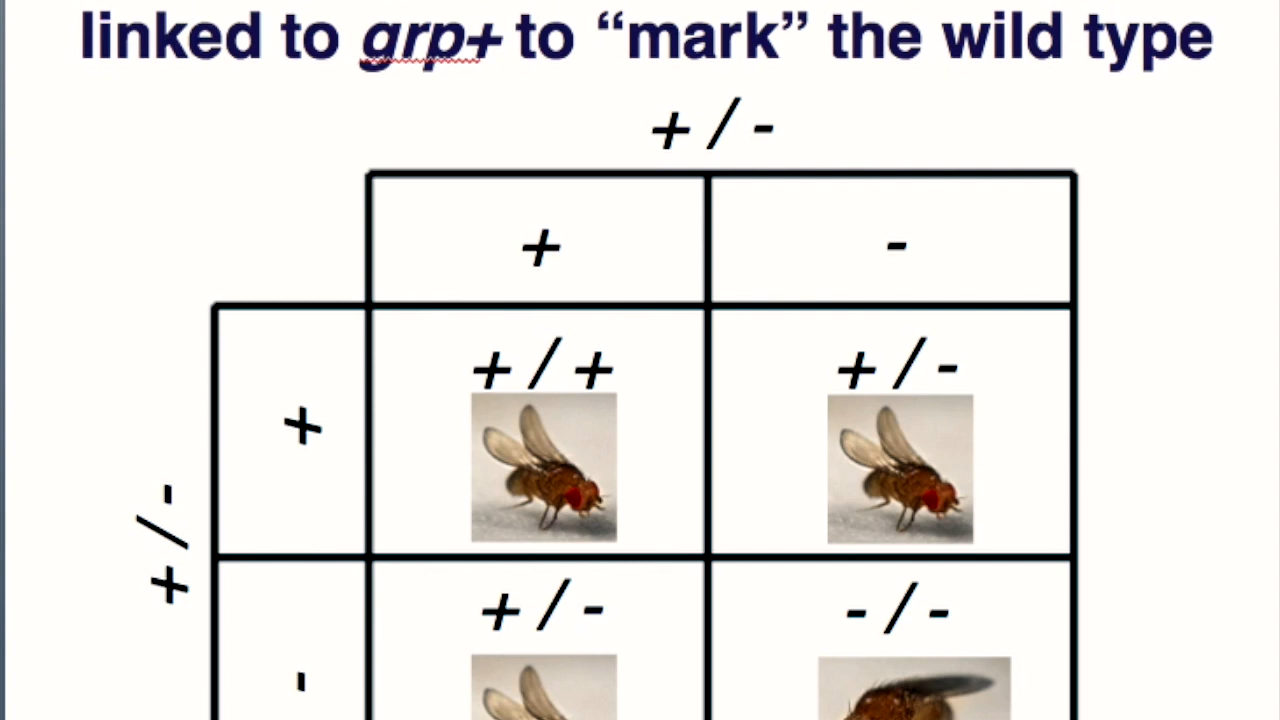 linked to grp+ to “mark” the wild type
+ / -
+
-
+ / -
+
+ / +
+ / -
-
+ / -
- / -